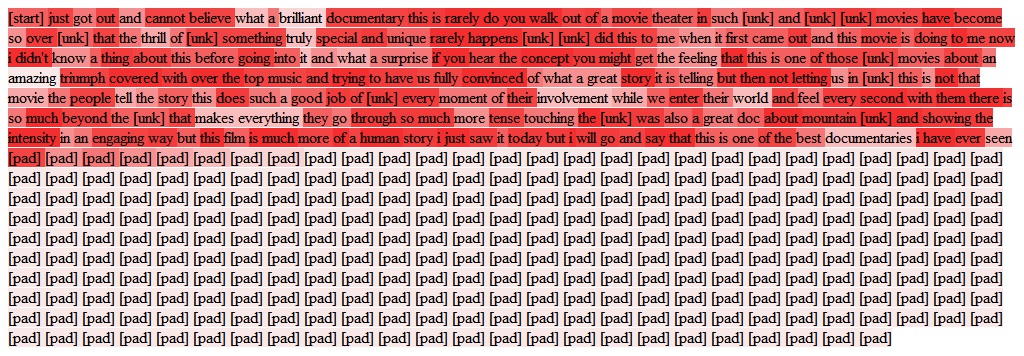 [start] just got out and cannot believe what a brilliant documentary this is rarely do you walk out of a movie theater in such [unk] and [unk] [unk] movies have become
so over [unk] that the thrill of [unk] something truly special and unique rarely happens [unk] [unk] did this to me when it first came out and this movie is doing to me now
i didn't know a thing about this before going into it and what a surprise if you hear the concept you might get the feeling that this is one of those [unk] movies about an
amazing triumph covered with over the top music and trying to have us fully convinced of what a great story it is telling but then not letting us in [unk] this is not that
movie the people tell the story this does such a good job of [unk] every moment of their involvement while we enter their world and feel every second with them there is
so much beyond the [unk] that makes everything they go through so much more tense touching the [unk] was also a great doc about mountain [unk] and showing the
intensity in an engaging way but this film is much more of a human story i just saw it today but i will go and say that this is one of the best documentaries i have ever seen
[pad] [pad] [pad] [pad] [pad] [pad] [pad] [pad] [pad] [pad] [pad] [pad] [pad] [pad] [pad] [pad] [pad] [pad] [pad] [pad] [pad] [pad] [pad] [pad] [pad] [pad] [pad]
[pad] [pad] [pad] [pad] [pad] [pad] [pad] [pad] [pad] [pad] [pad] [pad] [pad] [pad] [pad] [pad] [pad] [pad] [pad] [pad] [pad] [pad] [pad] [pad] [pad] [pad] [pad]
[pad] [pad] [pad] [pad] [pad] [pad] [pad] [pad] [pad] [pad] [pad] [pad] [pad] [pad] [pad] [pad] [pad] [pad] [pad] [pad] [pad] [pad] [pad] [pad] [pad] [pad] [pad]
[pad] [pad] [pad] [pad] [pad] [pad] [pad] [pad] [pad] [pad] [pad] [pad] [pad] [pad] [pad] [pad] [pad] [pad] [pad] [pad] [pad] [pad] [pad] [pad] [pad] [pad] [pad]
[pad] [pad] [pad] [pad] [pad] [pad] [pad] [pad] [pad] [pad] [pad] [pad] [pad] [pad] [pad] [pad] [pad] [pad] [pad] [pad] [pad] [pad] [pad] [pad] [pad] [pad] [pad]
[pad] [pad] [pad] [pad] [pad] [pad] [pad] [pad] [pad] [pad] [pad] [pad] [pad] [pad] [pad] [pad] [pad] [pad] [pad] [pad] [pad] [pad] [pad] [pad] [pad] [pad] [pad]
[pad] [pad] [pad] [pad] [pad] [pad] [pad] [pad] [pad] [pad] [pad] [pad] [pad] [pad] [pad] [pad] [pad] [pad] [pad] [pad] [pad] [pad] [pad] [pad] [pad] [pad] [pad]
[pad] [pad] [pad] [pad] [pad] [pad] [pad] [pad] [pad] [pad] [pad] [pad] [pad] [pad] [pad] [pad] [pad] [pad] [pad] [pad] [pad] [pad] [pad] [pad] [pad] [pad] [pad]
[pad] [pad] [pad] [pad] [pad] [pad] [pad] [pad] [pad] [pad] [pad] [pad] [pad] [pad] [pad] [pad] [pad] [pad] [pad] [pad] [pad] [pad] [pad] [pad] [pad] [pad] [pad]
[pad] [pad] [pad] [pad] [pad] [pad] [pad] [pad] [pad] [pad] [pad] [pad] [pad] [pad] [pad] [pad] [pad] [pad] [pad] [pad] [pad] [pad] [pad] [pad]